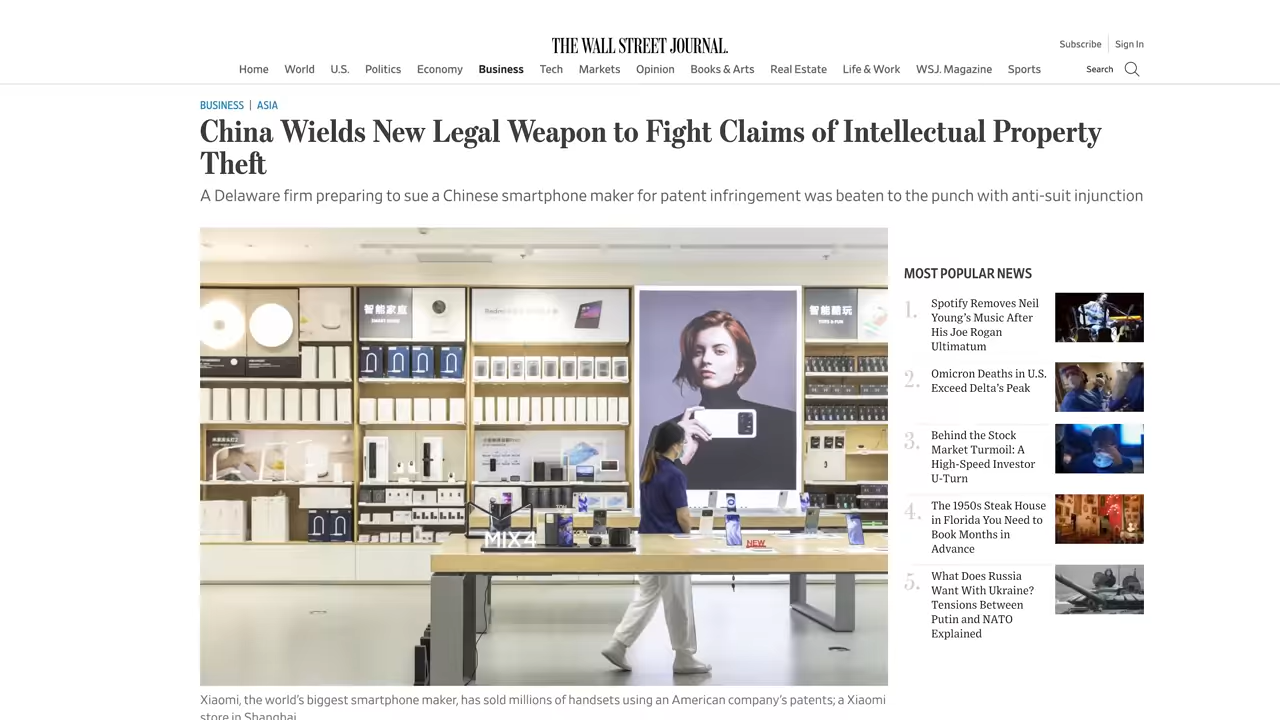 THE WALL STREET JOURNAL.
Subscribe | Sign In
Home World U.S. Politics Economy Business Tech Markets Opinion Books & Arts Real Estate Life & Work WSJ. Magazine Sports Search
BUSINESS | ASIA
China Wields New Legal Weapon to Fight Claims of Intellectual Property
Theft
A Delaware firm preparing to sue a Chinese smartphone maker for patent infringement was beaten to the punch with anti-suit injunction
智能家庭
SMART HOME
智能酷玩
MIX4
NEW
Xiaomi, the world's biggest smartphone maker, has sold millions of handsets using an American company's patents; a Xiaomi
store in Shanghai
MOST POPULAR NEWS
1. Spotify Removes Neil
Young's Music After
His Joe Rogan
Ultimatum
2. Omicron Deaths in U.S.
Exceed Delta's Peak
3. Behind the Stock
Market Turmoil: A
High-Speed Investor
U-Turn
4. The 1950s Steak House
in Florida You Need to
Book Months in
Advance
5. What Does Russia
Want With Ukraine?
Tensions Between
Putin and NATO
Explained